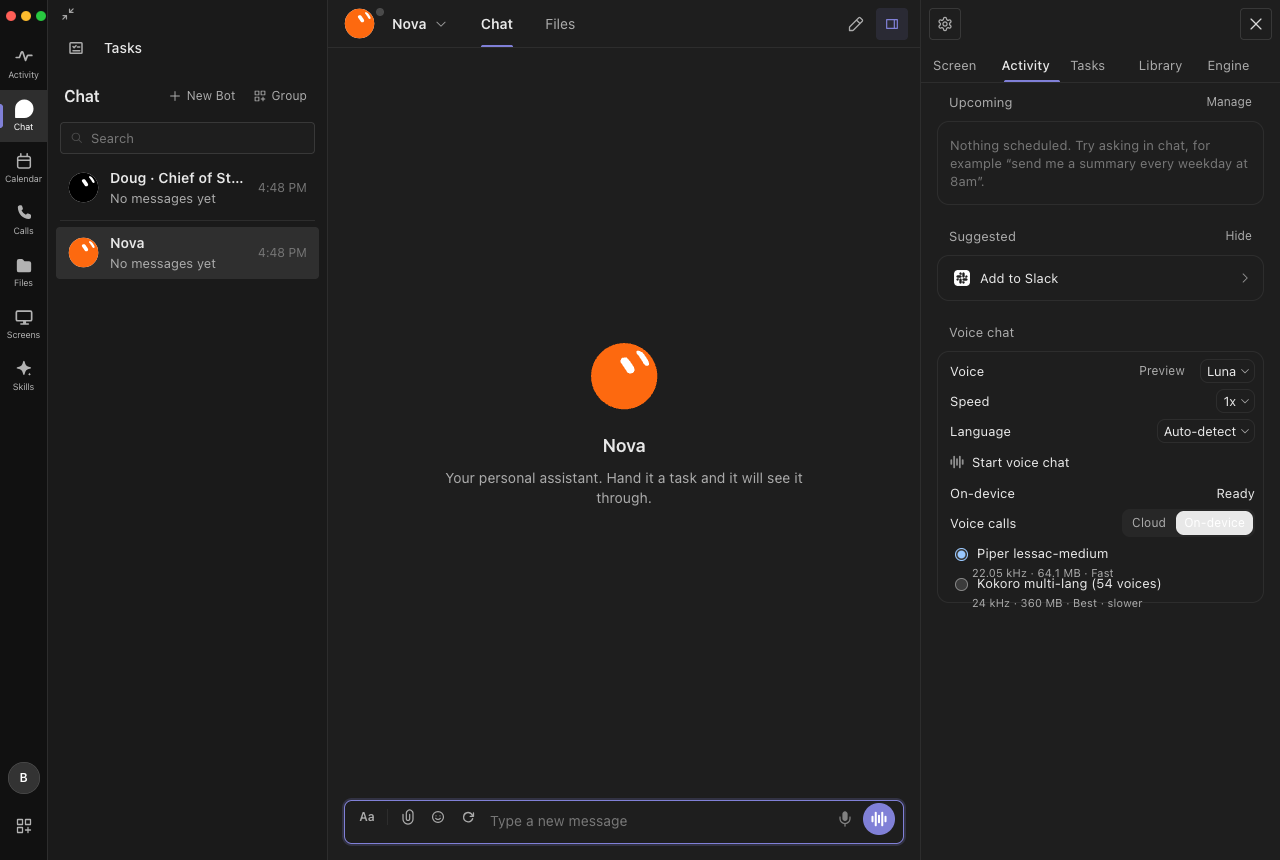 Activity
Chat
Calendar
Calls
Files
Screens
Skills
B
Tasks
Chat
New Bot
Group
Search
Doug · Chief of St...
4:48 PM
No messages yet
Nova
4:48 PM
No messages yet
Nova
Chat
Files
Nova
Your personal assistant. Hand it a task and it will see it
through.
Aa
Type a new message
Screen
Activity
Tasks
Library
Engine
Upcoming
Manage
Nothing scheduled. Try asking in chat, for
example “send me a summary every weekday at
8am”.
Suggested
Hide
Add to Slack
Voice chat
Voice
Preview
Luna
Speed
1x
Language
Auto-detect
Start voice chat
On-device
Ready
Voice calls
Cloud
On-device
Piper lessac-medium
22.05 kHz · 64.1 MB · Fast
Kokoro multi-lang (54 voices)
24 kHz · 360 MB · Best · slower